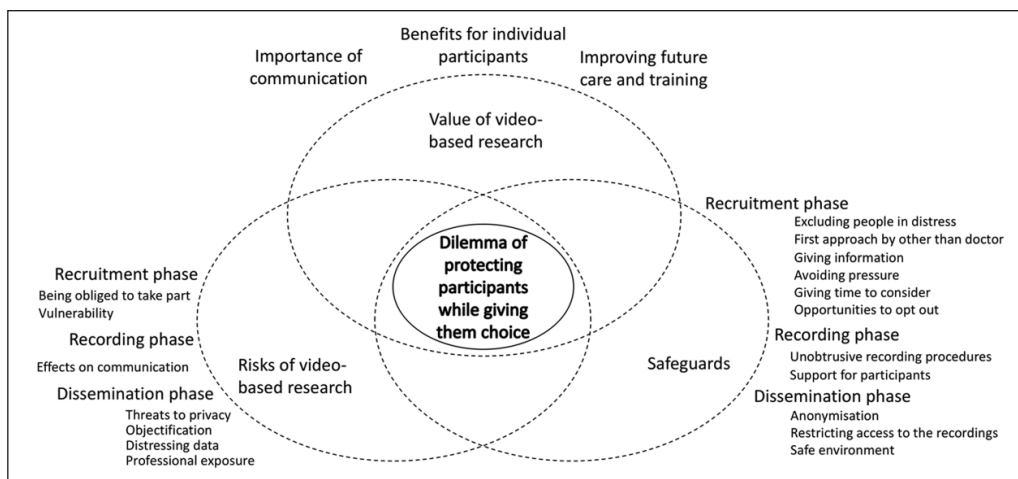 Benefits for individual
participants
Importance of
communication
Improving future
care and training
Value of video-
based research
Dilemma of
protecting
participants
while giving
them choice
Recruitment phase
Being obliged to take part
Vulnerability
Recording phase
Effects on communication
Dissemination phase
Threats to privacy
Objectification
Distressing data
Professional exposure
Risks of video-
based research
Safeguards
Recruitment phase
Excluding people in distress
First approach by other than doctor
Giving information
Avoiding pressure
Giving time to consider
Opportunities to opt out
Recording phase
Unobtrusive recording procedures
Support for participants
Dissemination phase
Anonymisation
Restricting access to the recordings
Safe environment